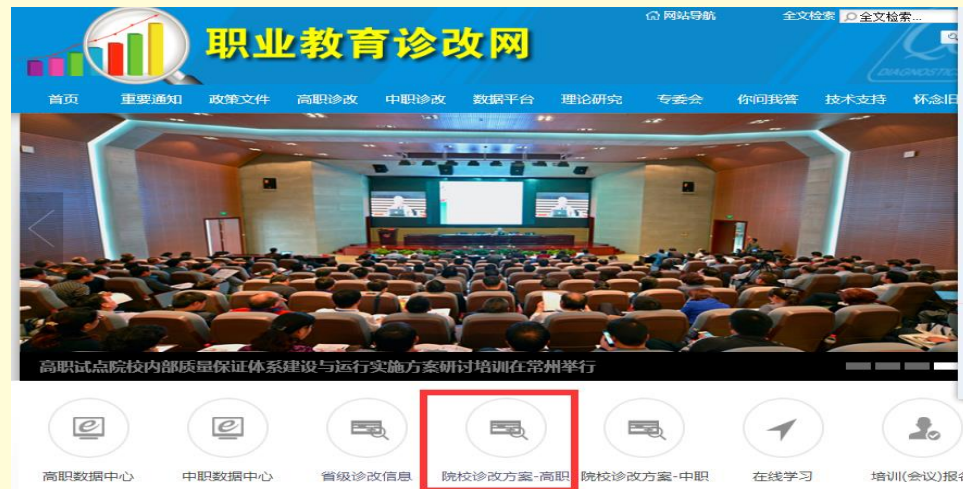 网站导航 全文检索 全文检索...
职业教育诊改网
DIAGNOSTIC
首页 重要通知 政策文件 高职诊改 中职诊改 数据平台 理论研究 专委会 你问我答 技术支持 怀念旧
高职试点院校内部质量保证体系建设与运行实施方案研讨培训在常州举行
高职数据中心 中职数据中心 省级诊改信息 院校诊改方案-高职 院校诊改方案-中职 在线学习 培训(会议)报名